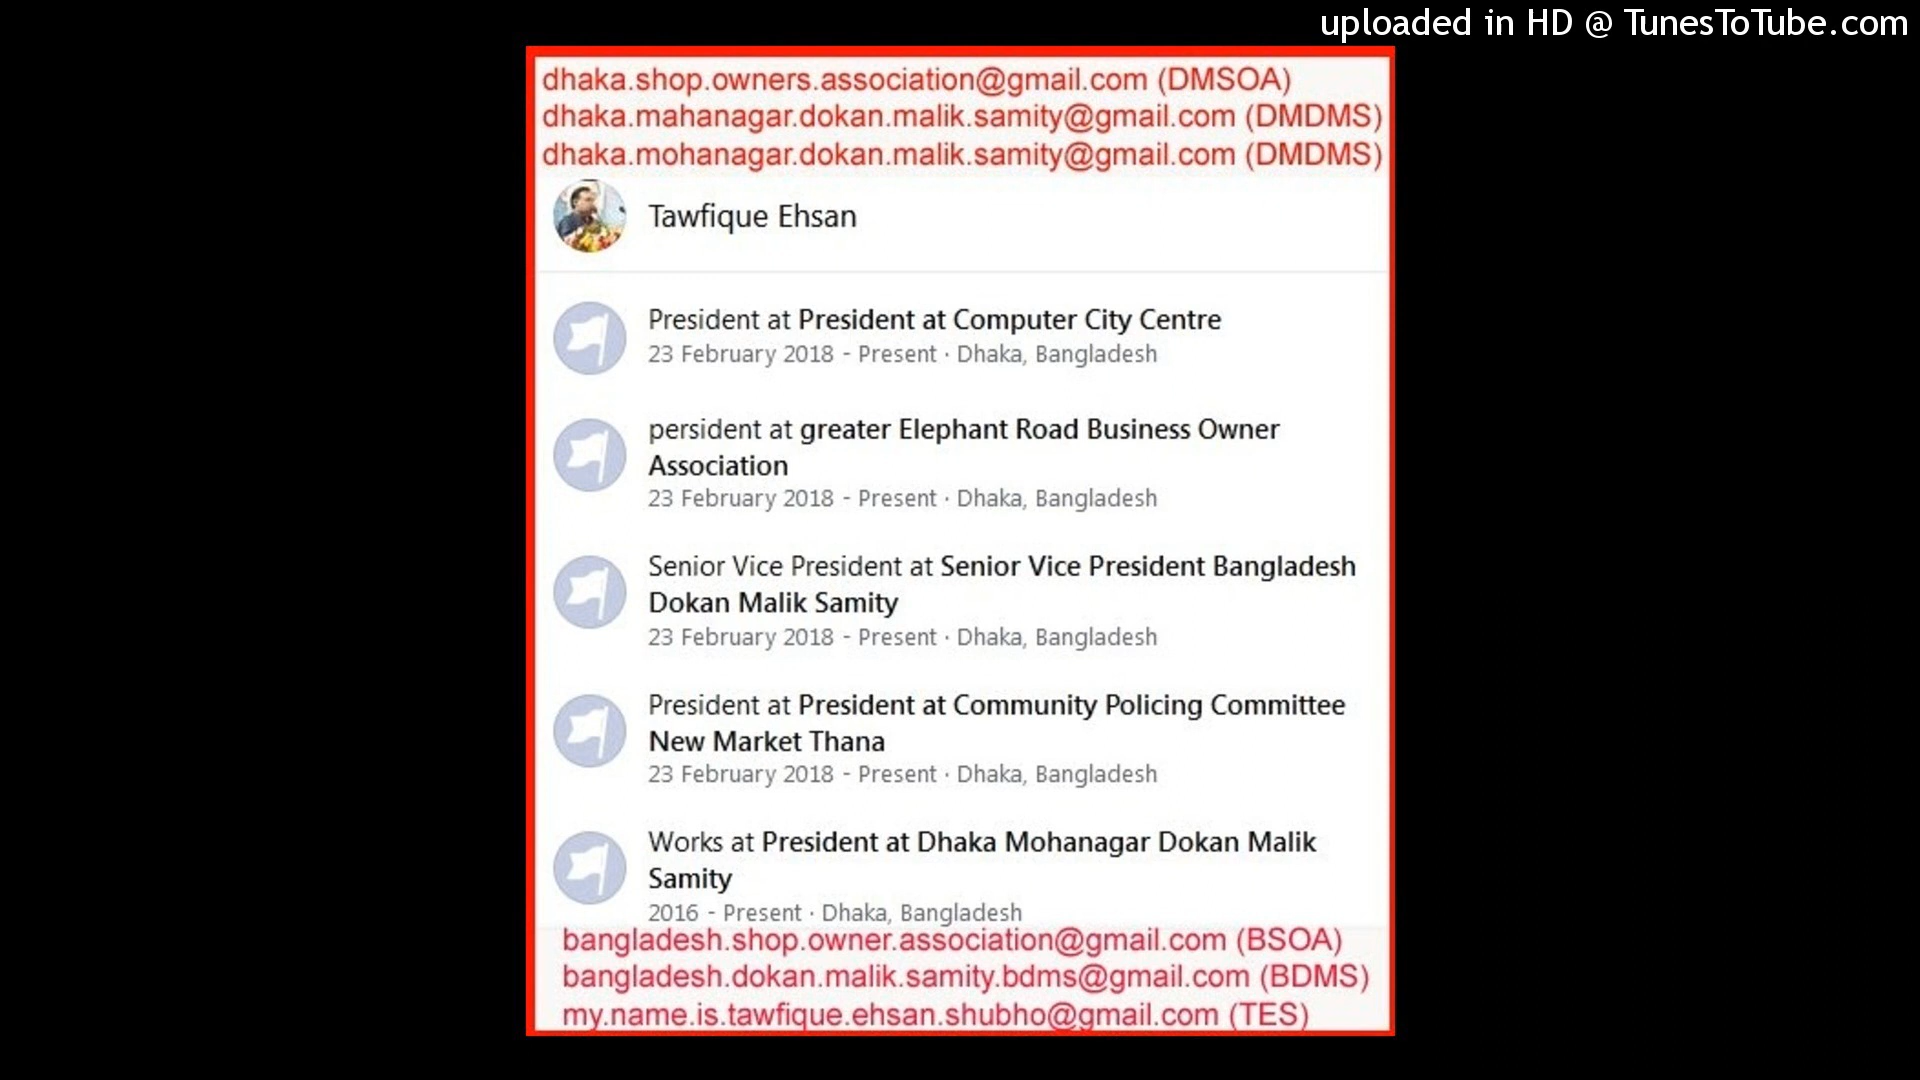 uploaded in HD @ TunesToTube.com
dhaka.shop.owners.association@gmail.com (DMSOA)
dhaka.mahanagar.dokan.malik.samity@gmail.com (DMDMS)
dhaka.mohanagar.dokan.malik.samity@gmail.com (DMDMS)
Tawfique Ehsan
President at President at Computer City Centre
23 February 2018 - Present · Dhaka, Bangladesh
persident at greater Elephant Road Business Owner
Association
23 February 2018 - Present · Dhaka, Bangladesh
Senior Vice President at Senior Vice President Bangladesh
Dokan Malik Samity
23 February 2018 - Present · Dhaka, Bangladesh
President at President at Community Policing Committee
New Market Thana
23 February 2018 - Present · Dhaka, Bangladesh
Works at President at Dhaka Mohanagar Dokan Malik
Samity
2016 - Present · Dhaka, Bangladesh
bangladesh.shop.owner.association@gmail.com (BSOA)
bangladesh.dokan.malik.samity.bdms@gmail.com (BDMS)
my.name.is.tawfique.ehsan.shubho@gmail.com (TES)